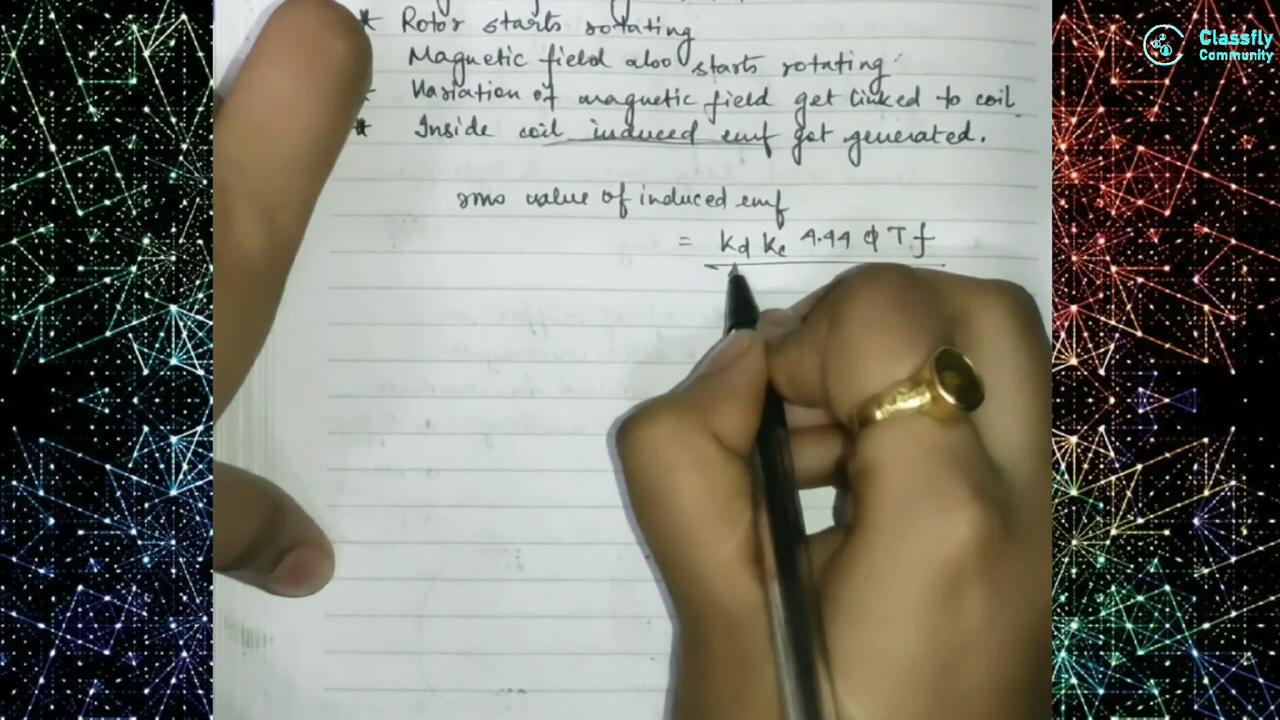 * Rotor starts rotating
Magnetic field also starts rotating
* Variation of magnetic field get linked to coil
* Inside coil induced emf get generated.
rms value of induced emf
= Kd Kc 4.44 φ T f
Classfly
Community